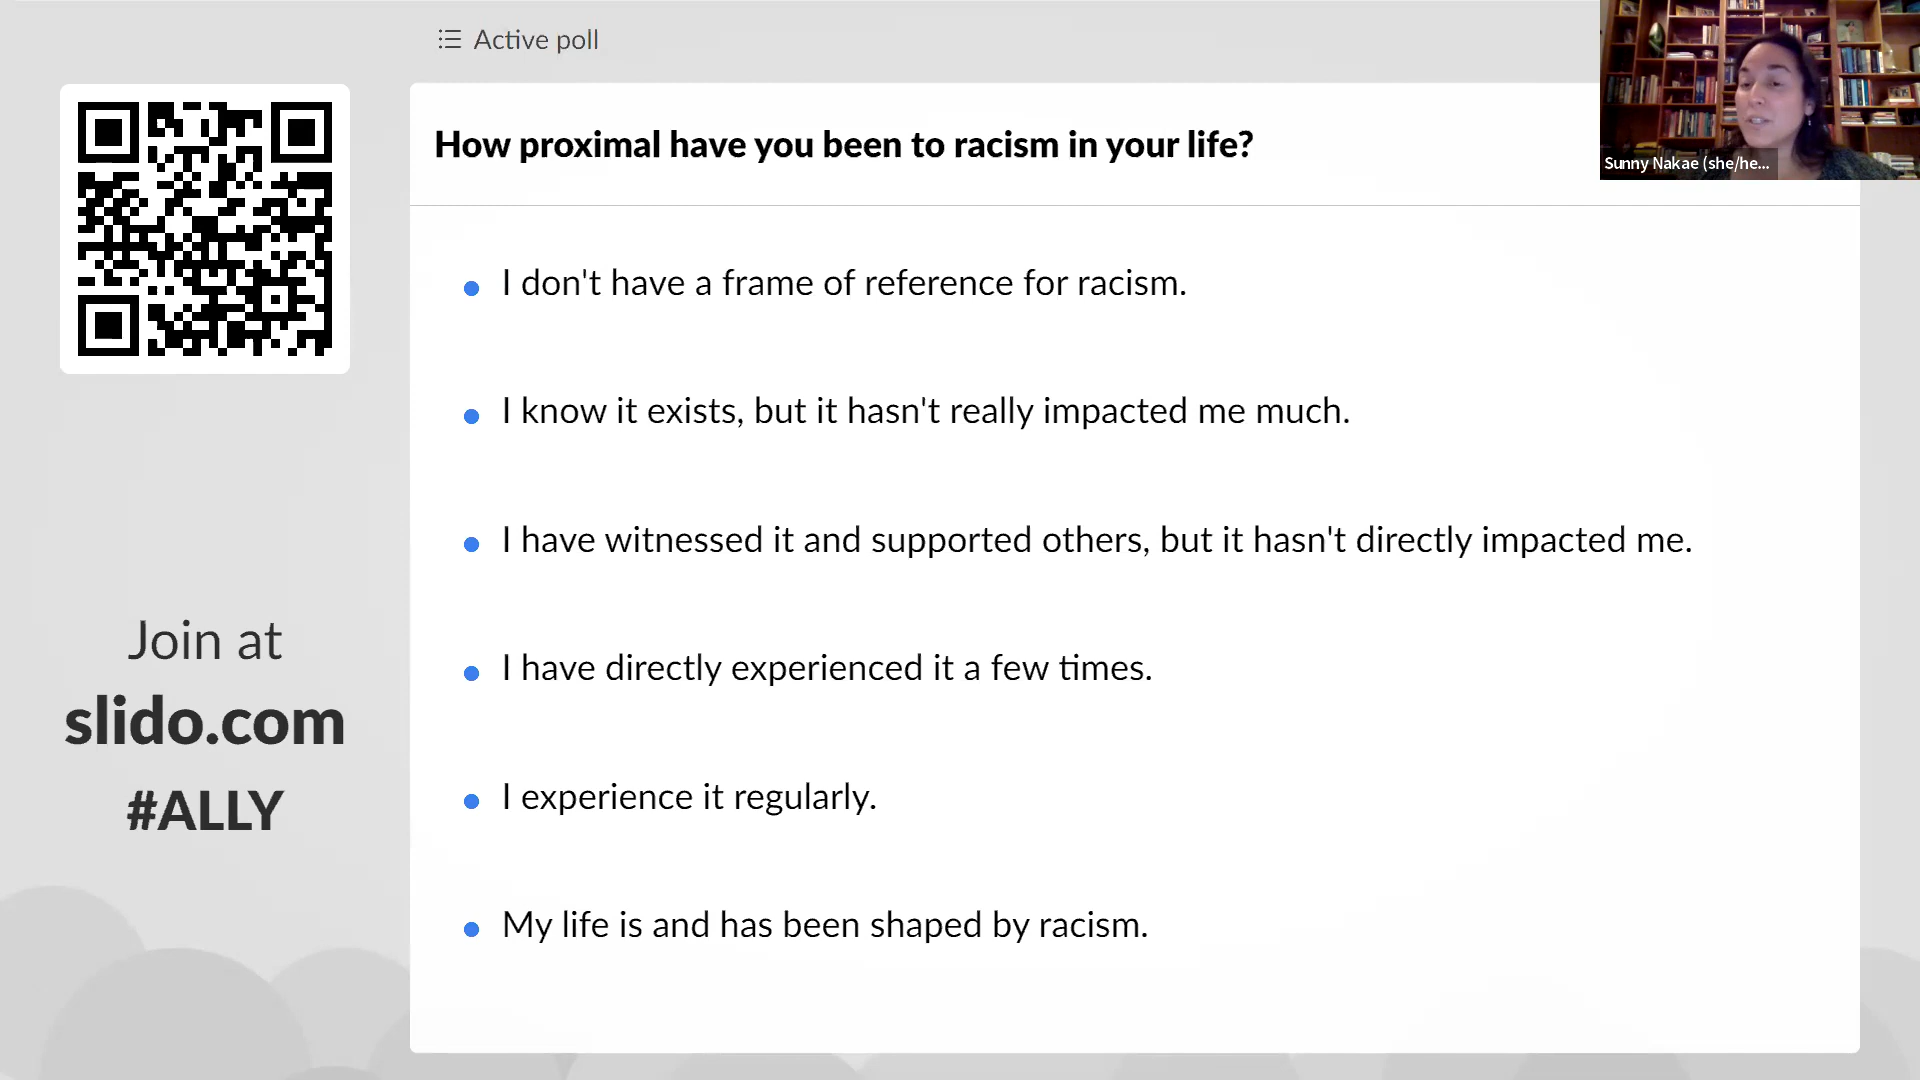 Active poll
How proximal have you been to racism in your life?
Sunny Nakae (she/he...
I don't have a frame of reference for racism.
I know it exists, but it hasn't really impacted me much.
I have witnessed it and supported others, but it hasn't directly impacted me.
I have directly experienced it a few times.
I experience it regularly.
My life is and has been shaped by racism.
Join at
slido.com
#ALLY